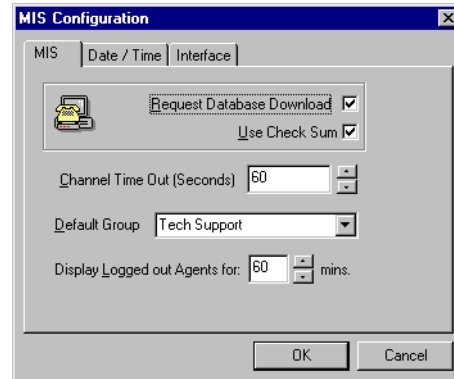 MIS Configuration
MIS Date / Time Interface
Request Database Download
Use Check Sum
Channel Time Out (Seconds) 60
Default Group Tech Support
Display Logged out Agents for: 60 mins.
OK Cancel